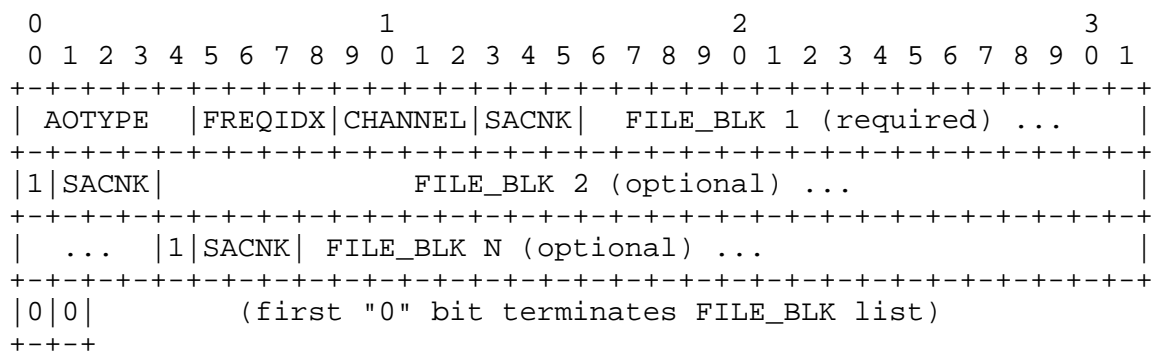 0                   1                   2                   3
 0 1 2 3 4 5 6 7 8 9 0 1 2 3 4 5 6 7 8 9 0 1 2 3 4 5 6 7 8 9 0 1
+-+-+-+-+-+-+-+-+-+-+-+-+-+-+-+-+-+-+-+-+-+-+-+-+-+-+-+-+-+-+-+-+
| AOTYPE  |FREQIDX|CHANNEL|SACNK|  FILE_BLK 1 (required) ...    |
+-+-+-+-+-+-+-+-+-+-+-+-+-+-+-+-+-+-+-+-+-+-+-+-+-+-+-+-+-+-+-+-+
|1|SACNK|              FILE_BLK 2 (optional) ...                |
+-+-+-+-+-+-+-+-+-+-+-+-+-+-+-+-+-+-+-+-+-+-+-+-+-+-+-+-+-+-+-+-+
|  ...  |1|SACNK| FILE_BLK N (optional) ...                     |
+-+-+-+-+-+-+-+-+-+-+-+-+-+-+-+-+-+-+-+-+-+-+-+-+-+-+-+-+-+-+-+-+
|0|0|        (first "0" bit terminates FILE_BLK list)
+-+-+